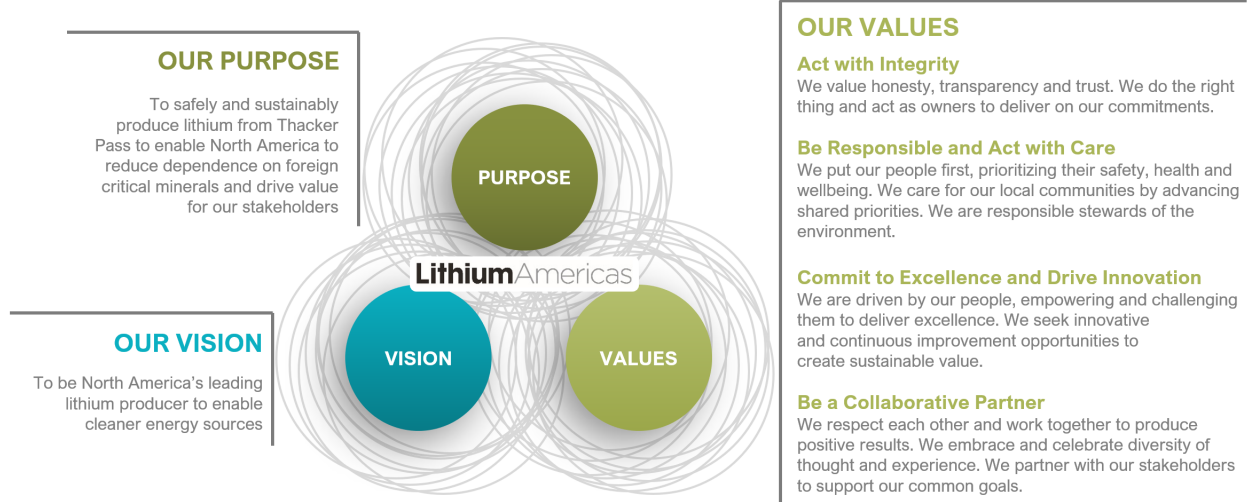 OUR PURPOSE
To safely and sustainably
produce lithium from Thacker
Pass to enable North America to
reduce dependence on foreign
critical minerals and drive value
for our stakeholders
OUR VISION
To be North America’s leading
lithium producer to enable
cleaner energy sources
PURPOSE
LithiumAmericas
VISION
VALUES
OUR VALUES
Act with Integrity
We value honesty, transparency and trust. We do the right
thing and act as owners to deliver on our commitments.
Be Responsible and Act with Care
We put our people first, prioritizing their safety, health and
wellbeing. We care for our local communities by advancing
shared priorities. We are responsible stewards of the
environment.
Commit to Excellence and Drive Innovation
We are driven by our people, empowering and challenging
them to deliver excellence. We seek innovative
and continuous improvement opportunities to
create sustainable value.
Be a Collaborative Partner
We respect each other and work together to produce
positive results. We embrace and celebrate diversity of
thought and experience. We partner with our stakeholders
to support our common goals.